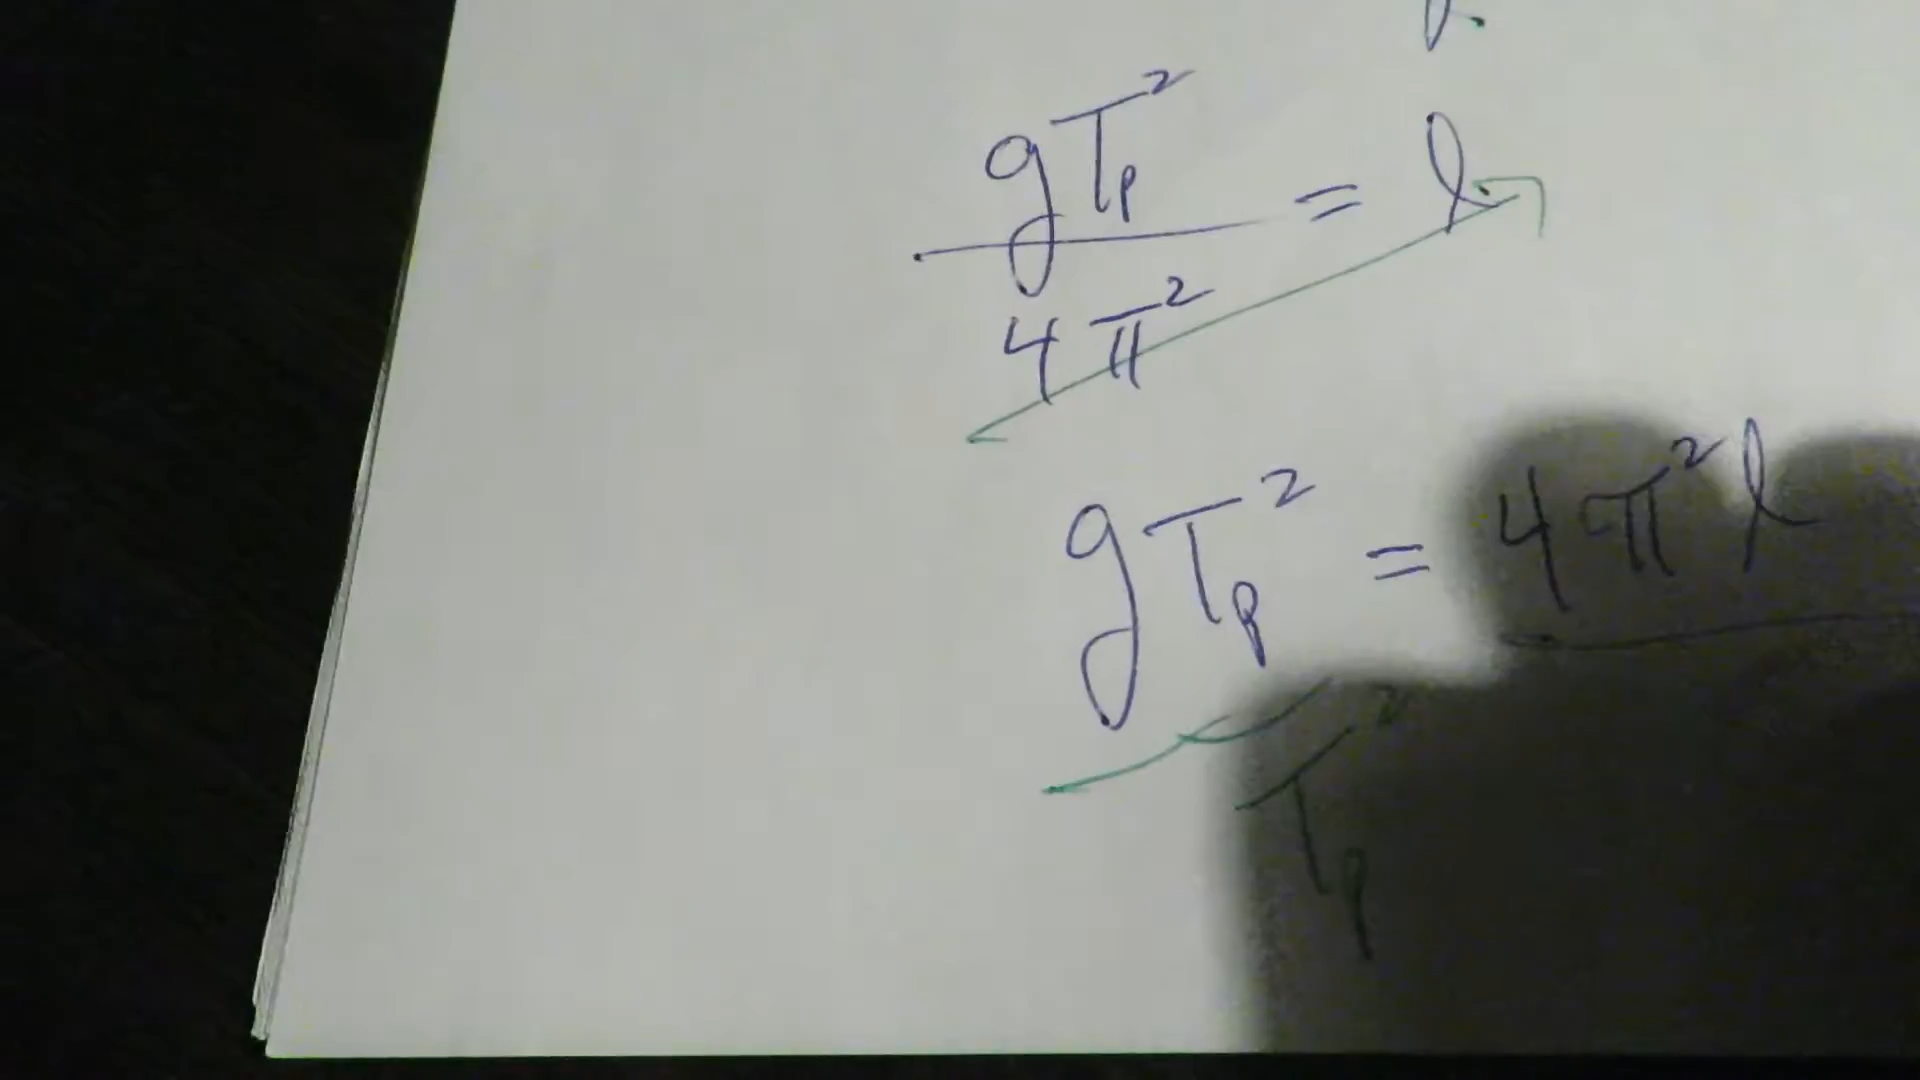 gTₚ² / 4π² = l
gTₚ² = 4π²l
Tₚ²